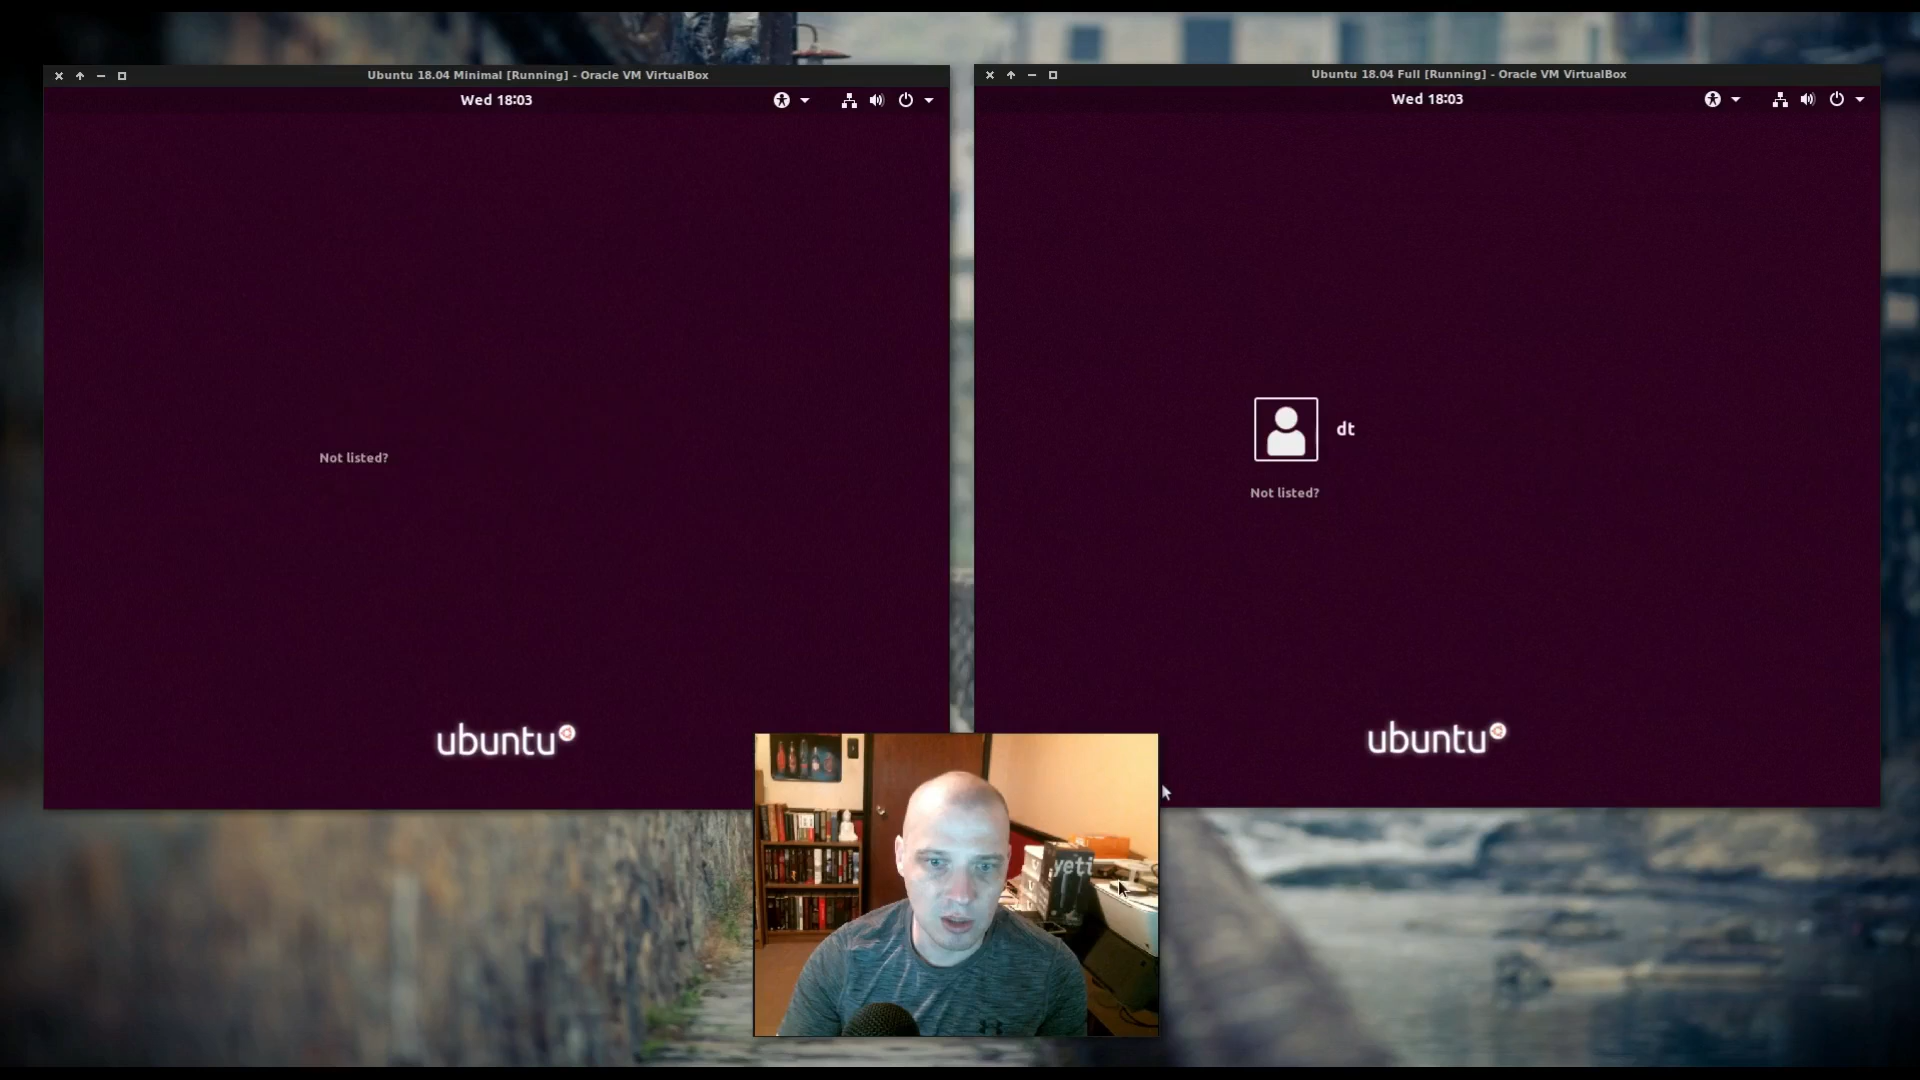 Ubuntu 18.04 Minimal [Running] - Oracle VM VirtualBox
Wed 18:03
Not listed?
ubuntu
Ubuntu 18.04 Full [Running] - Oracle VM VirtualBox
Wed 18:03
dt
Not listed?
ubuntu
yeti